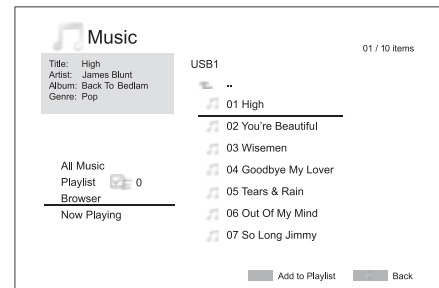 Music
01 / 10 items
Title: High
Artist: James Blunt
Album: Back To Bedlam
Genre: Pop
USB1
..
01 High
02 You're Beautiful
03 Wisemen
04 Goodbye My Lover
05 Tears & Rain
06 Out Of My Mind
07 So Long Jimmy
All Music
Playlist 0
Browser
Now Playing
Add to Playlist
Back